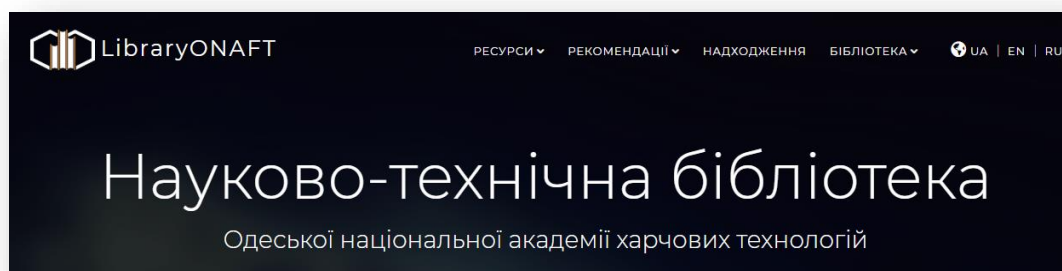 LibraryONAFT РЕСУРСИ РЕКОМЕНДАЦІЇ НАДХОДЖЕННЯ БІБЛІОТЕКА UA | EN | RU
Науково-технічна бібліотека
Одеської національної академії харчових технологій